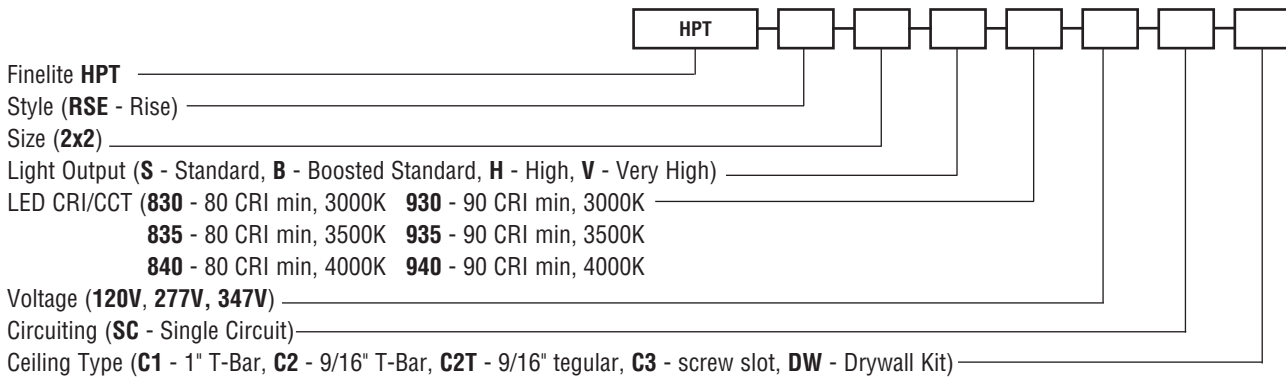 HPT
Finelite HPT
Style (RSE - Rise)
Size (2x2)
Light Output (S - Standard, B - Boosted Standard, H - High, V - Very High)
LED CRI/CCT (830 - 80 CRI min, 3000K 930 - 90 CRI min, 3000K
835 - 80 CRI min, 3500K 935 - 90 CRI min, 3500K
840 - 80 CRI min, 4000K 940 - 90 CRI min, 4000K
Voltage (120V, 277V, 347V)
Circuiting (SC - Single Circuit)
Ceiling Type (C1 - 1" T-Bar, C2 - 9/16" T-Bar, C2T - 9/16" tegular, C3 - screw slot, DW - Drywall Kit)